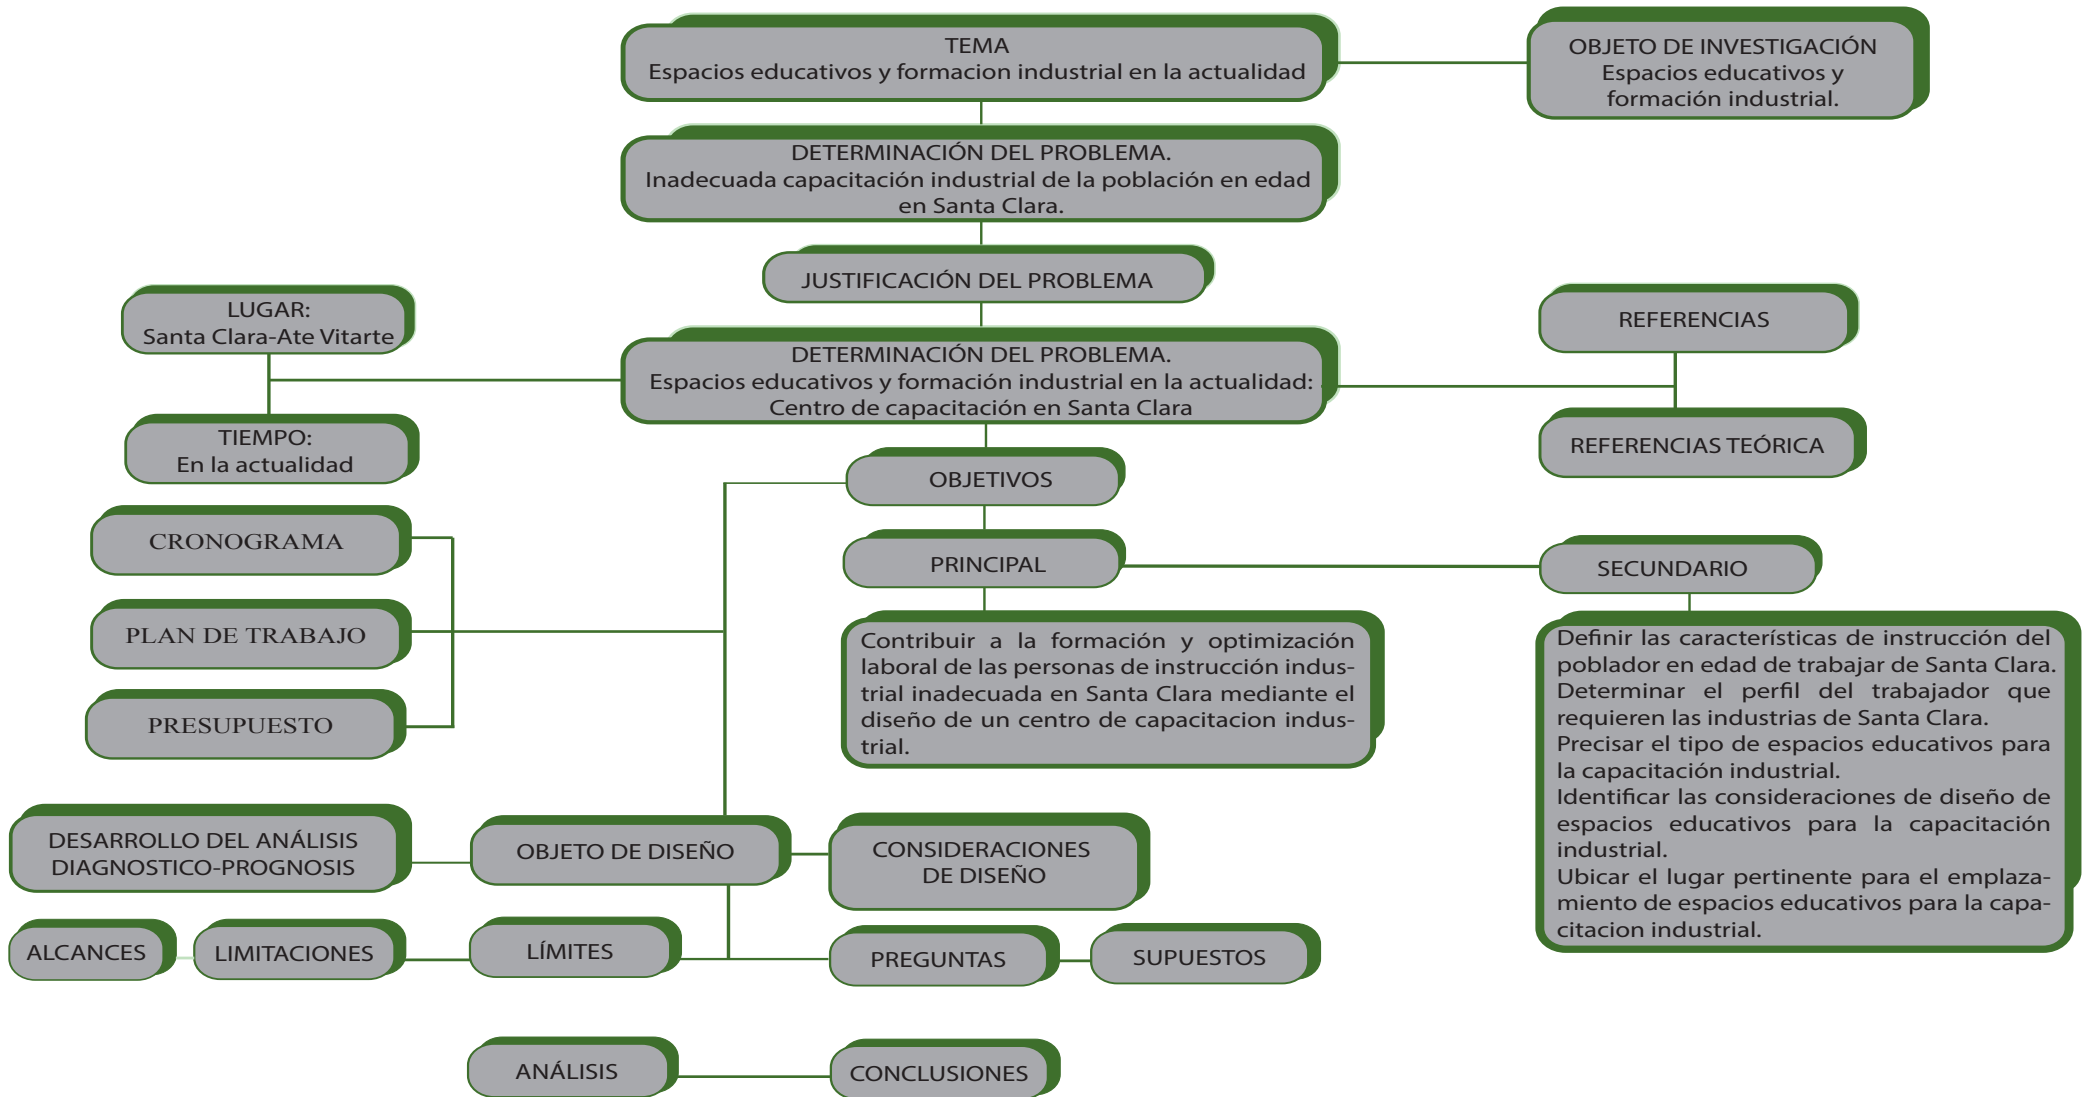 TEMA
Espacios educativos y formacion industrial en la actualidad
OBJETO DE INVESTIGACIÓN
Espacios educativos y
formación industrial.
DETERMINACIÓN DEL PROBLEMA.
Inadecuada capacitación industrial de la población en edad
en Santa Clara.
JUSTIFICACIÓN DEL PROBLEMA
LUGAR:
Santa Clara-Ate Vitarte
REFERENCIAS
DETERMINACIÓN DEL PROBLEMA.
Espacios educativos y formación industrial en la actualidad:
Centro de capacitación en Santa Clara
TIEMPO:
En la actualidad
REFERENCIAS TEÓRICA
OBJETIVOS
CRONOGRAMA
PRINCIPAL
SECUNDARIO
PLAN DE TRABAJO
PRESUPUESTO
Contribuir a la formación y optimización
laboral de las personas de instrucción indus-
trial inadecuada en Santa Clara mediante el
diseño de un centro de capacitacion indus-
trial.
Definir las características de instrucción del
poblador en edad de trabajar de Santa Clara.
Determinar el perfil del trabajador que
requieren las industrias de Santa Clara.
Precisar el tipo de espacios educativos para
la capacitación industrial.
Identificar las consideraciones de diseño de
espacios educativos para la capacitación
industrial.
Ubicar el lugar pertinente para el emplaza-
miento de espacios educativos para la capa-
citacion industrial.
DESARROLLO DEL ANÁLISIS
DIAGNOSTICO-PROGNOSIS
OBJETO DE DISEÑO
CONSIDERACIONES
DE DISEÑO
ALCANCES
LIMITACIONES
LÍMITES
PREGUNTAS
SUPUESTOS
ANÁLISIS
CONCLUSIONES